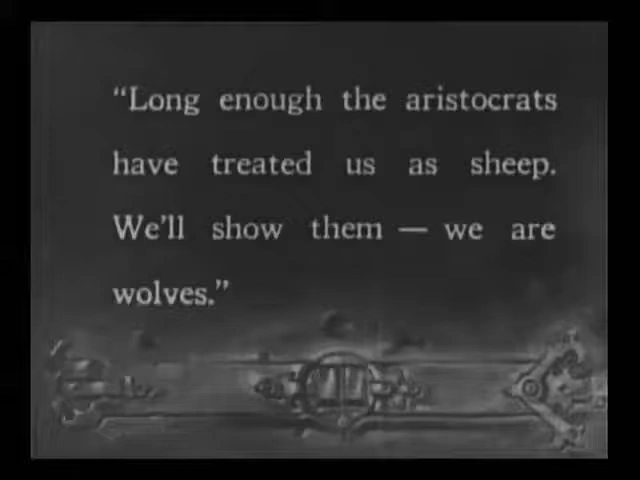 “Long enough the aristocrats
have treated us as sheep.
We’ll show them — we are
wolves.”